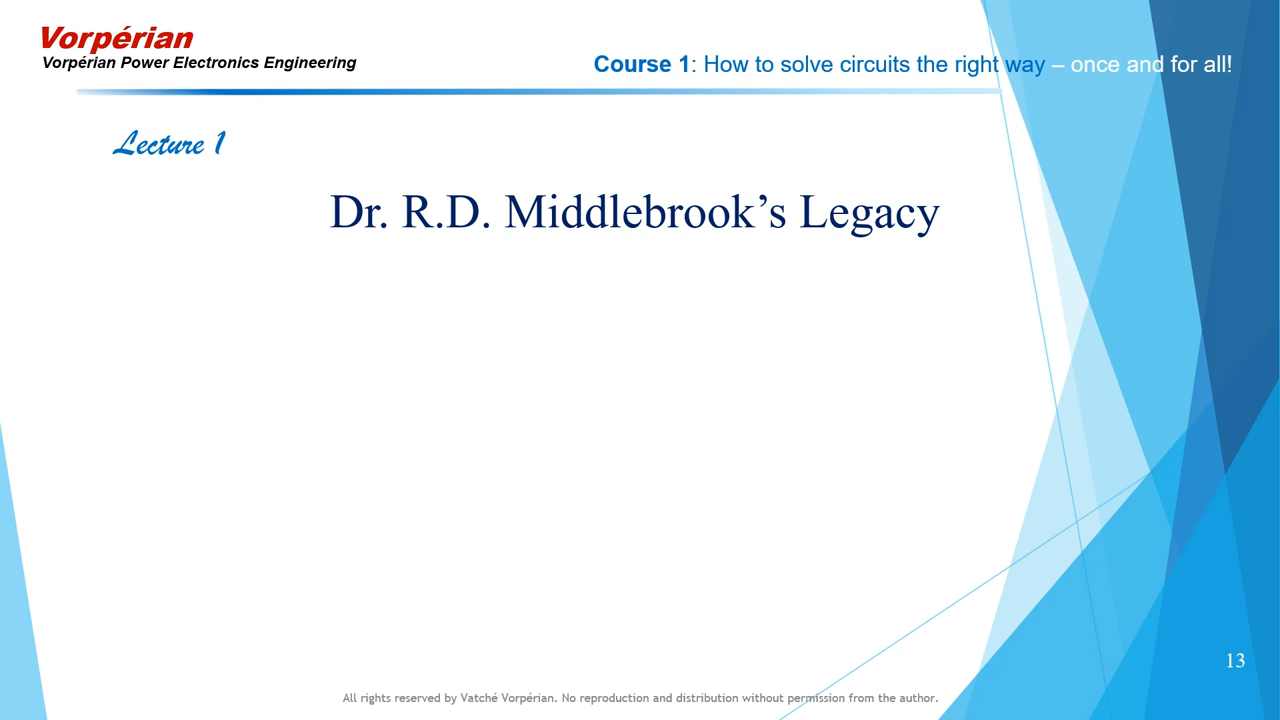 Vorpérian
Vorpérian Power Electronics Engineering
Course 1: How to solve circuits the right way – once and for all!
Lecture 1
Dr. R.D. Middlebrook’s Legacy
13
All rights reserved by Vatché Vorpérian. No reproduction and distribution without permission from the author.